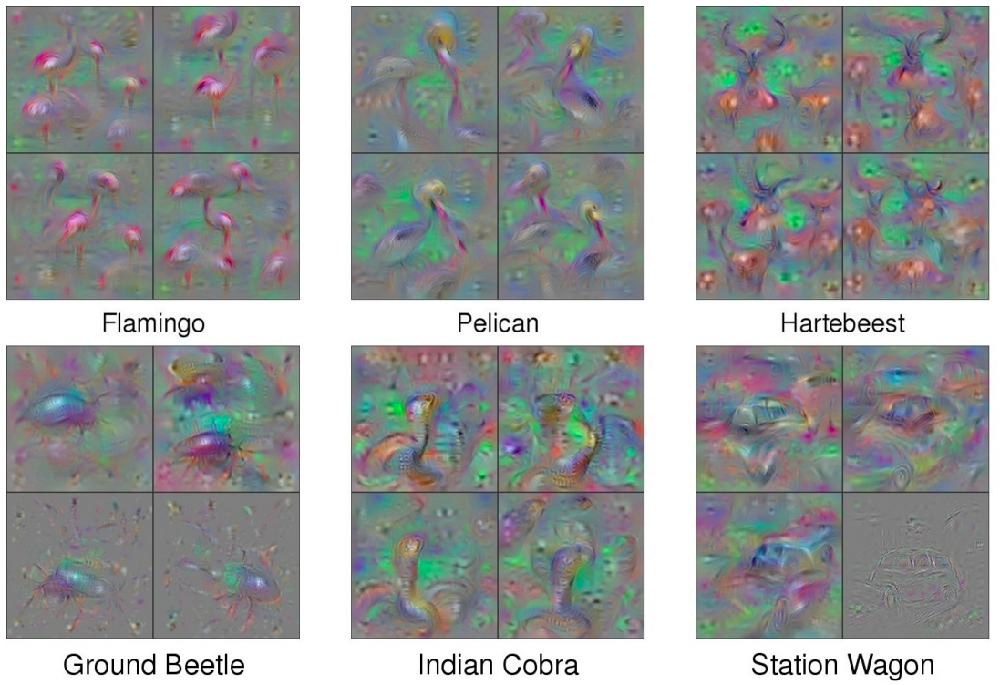 Flamingo
Pelican
Hartebeest
Ground Beetle
Indian Cobra
Station Wagon